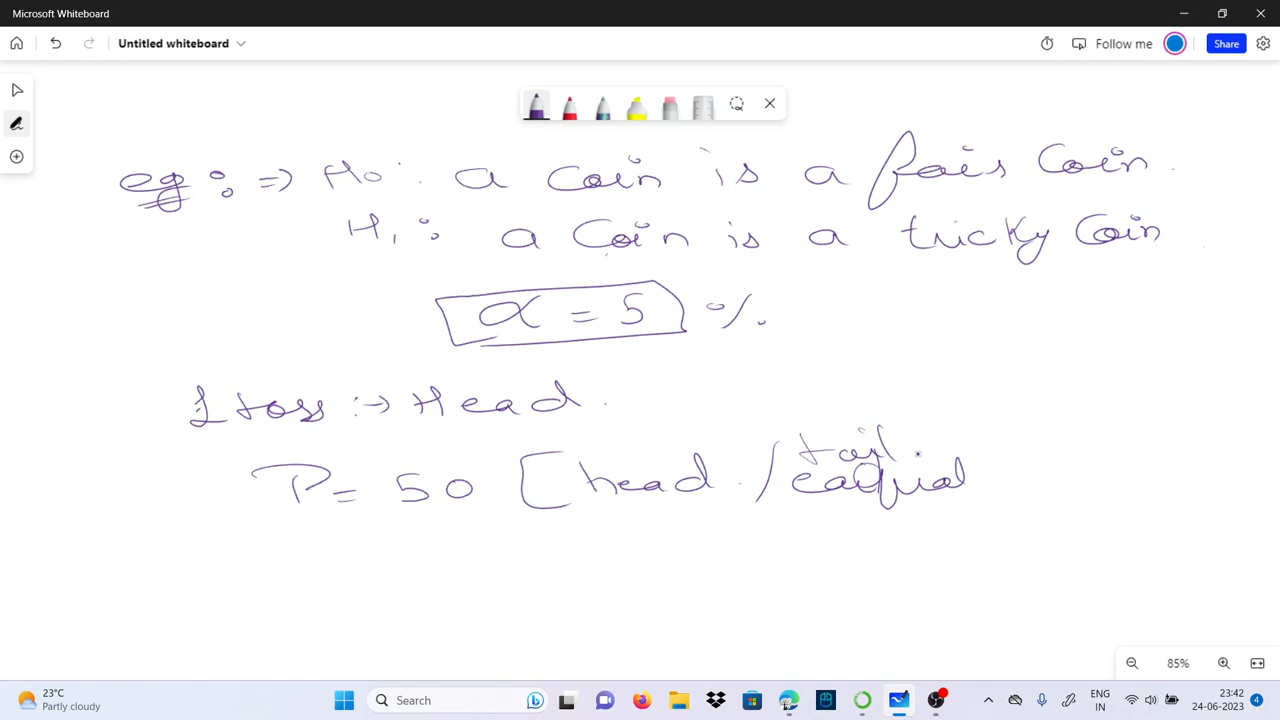 Microsoft Whiteboard
Untitled whiteboard
Follow me
Share
eg : => Ho : a coin is a fair coin.
H1 : a coin is a tricky coin
α = 5 %.
1 toss :-> Head.
P = 50 [head. / tail
85%
23°C
Partly cloudy
Search
ENG
IN
23:42
24-06-2023
4